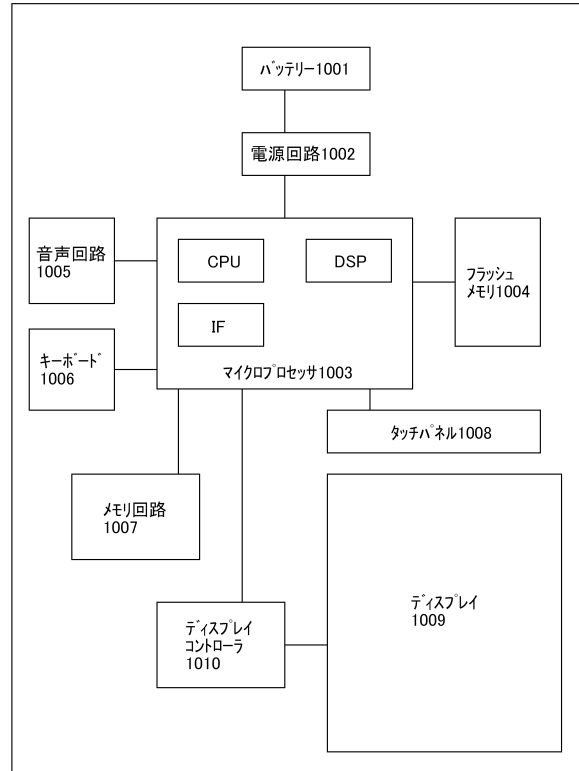 バッテリー1001
電源回路1002
音声回路
1005
CPU
DSP
フラッシュ
メモリ1004
IF
キーボード
1006
マイクロプロセッサ1003
タッチパネル1008
メモリ回路
1007
ディスプレイ
1009
ディスプレイ
コントローラ
1010